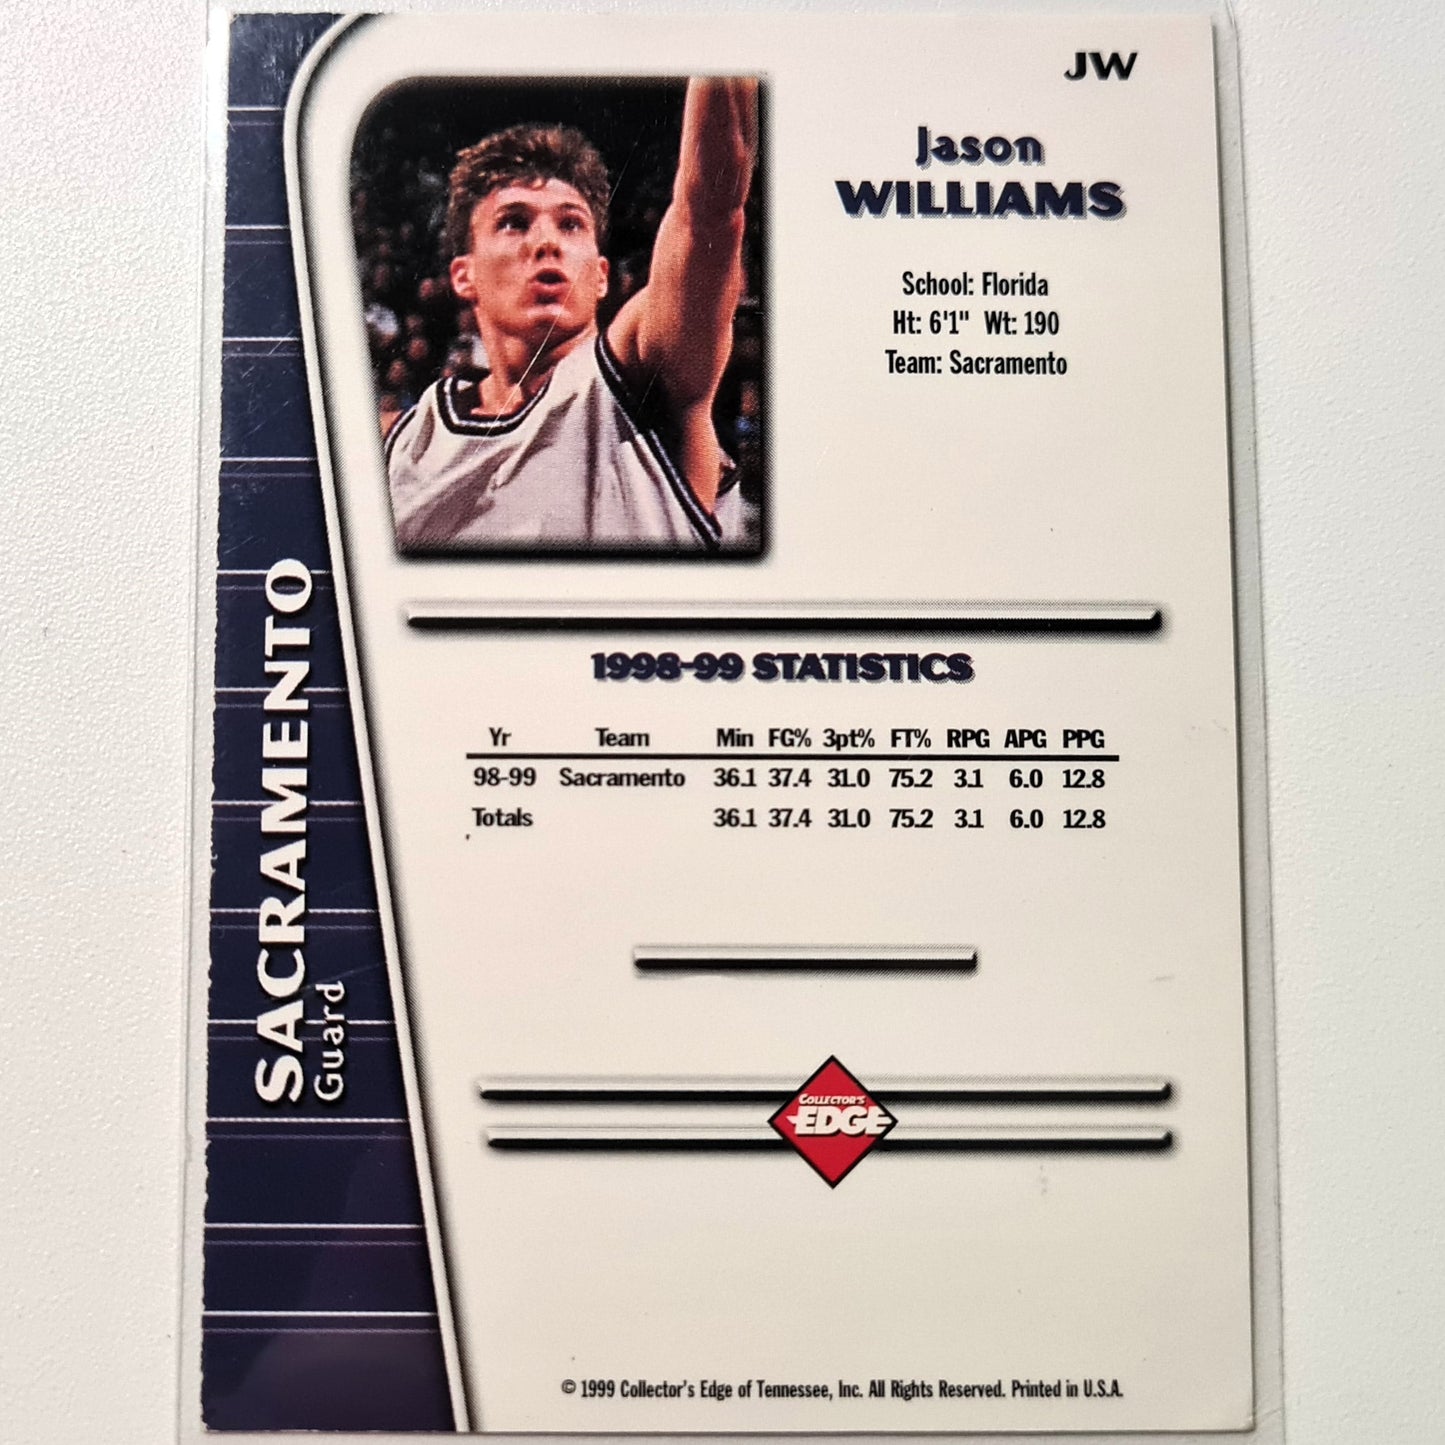 JW
Jason
WILLIAMS
School: Florida
Ht: 6'1" Wt: 190
Team: Sacramento
SACRAMENTO
Guard
1998-99 STATISTICS
Yr Team Min FG% 3pt% FT% RPG APG PPG
98-99 Sacramento 36.1 37.4 31.0 75.2 3.1 6.0 12.8
Totals 36.1 37.4 31.0 75.2 3.1 6.0 12.8
COLLECTOR'S
EDGE
© 1999 Collector's Edge of Tennessee, Inc. All Rights Reserved. Printed in U.S.A.